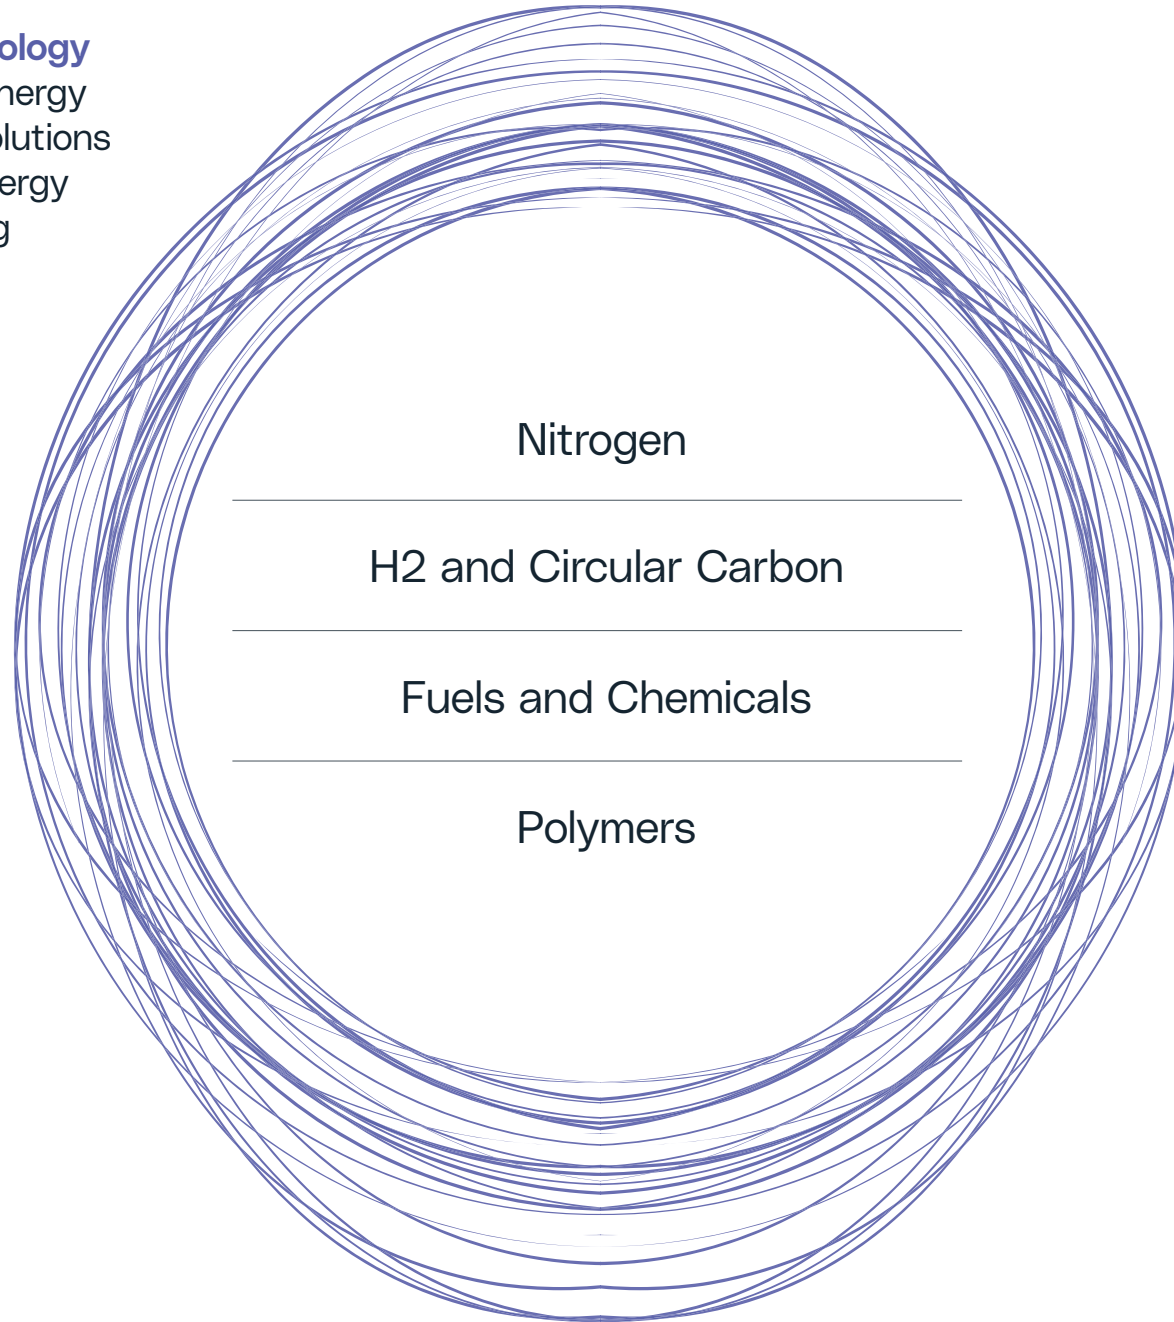 ology
nergy
olutions
ergy
g
Nitrogen
H2 and Circular Carbon
Fuels and Chemicals
Polymers